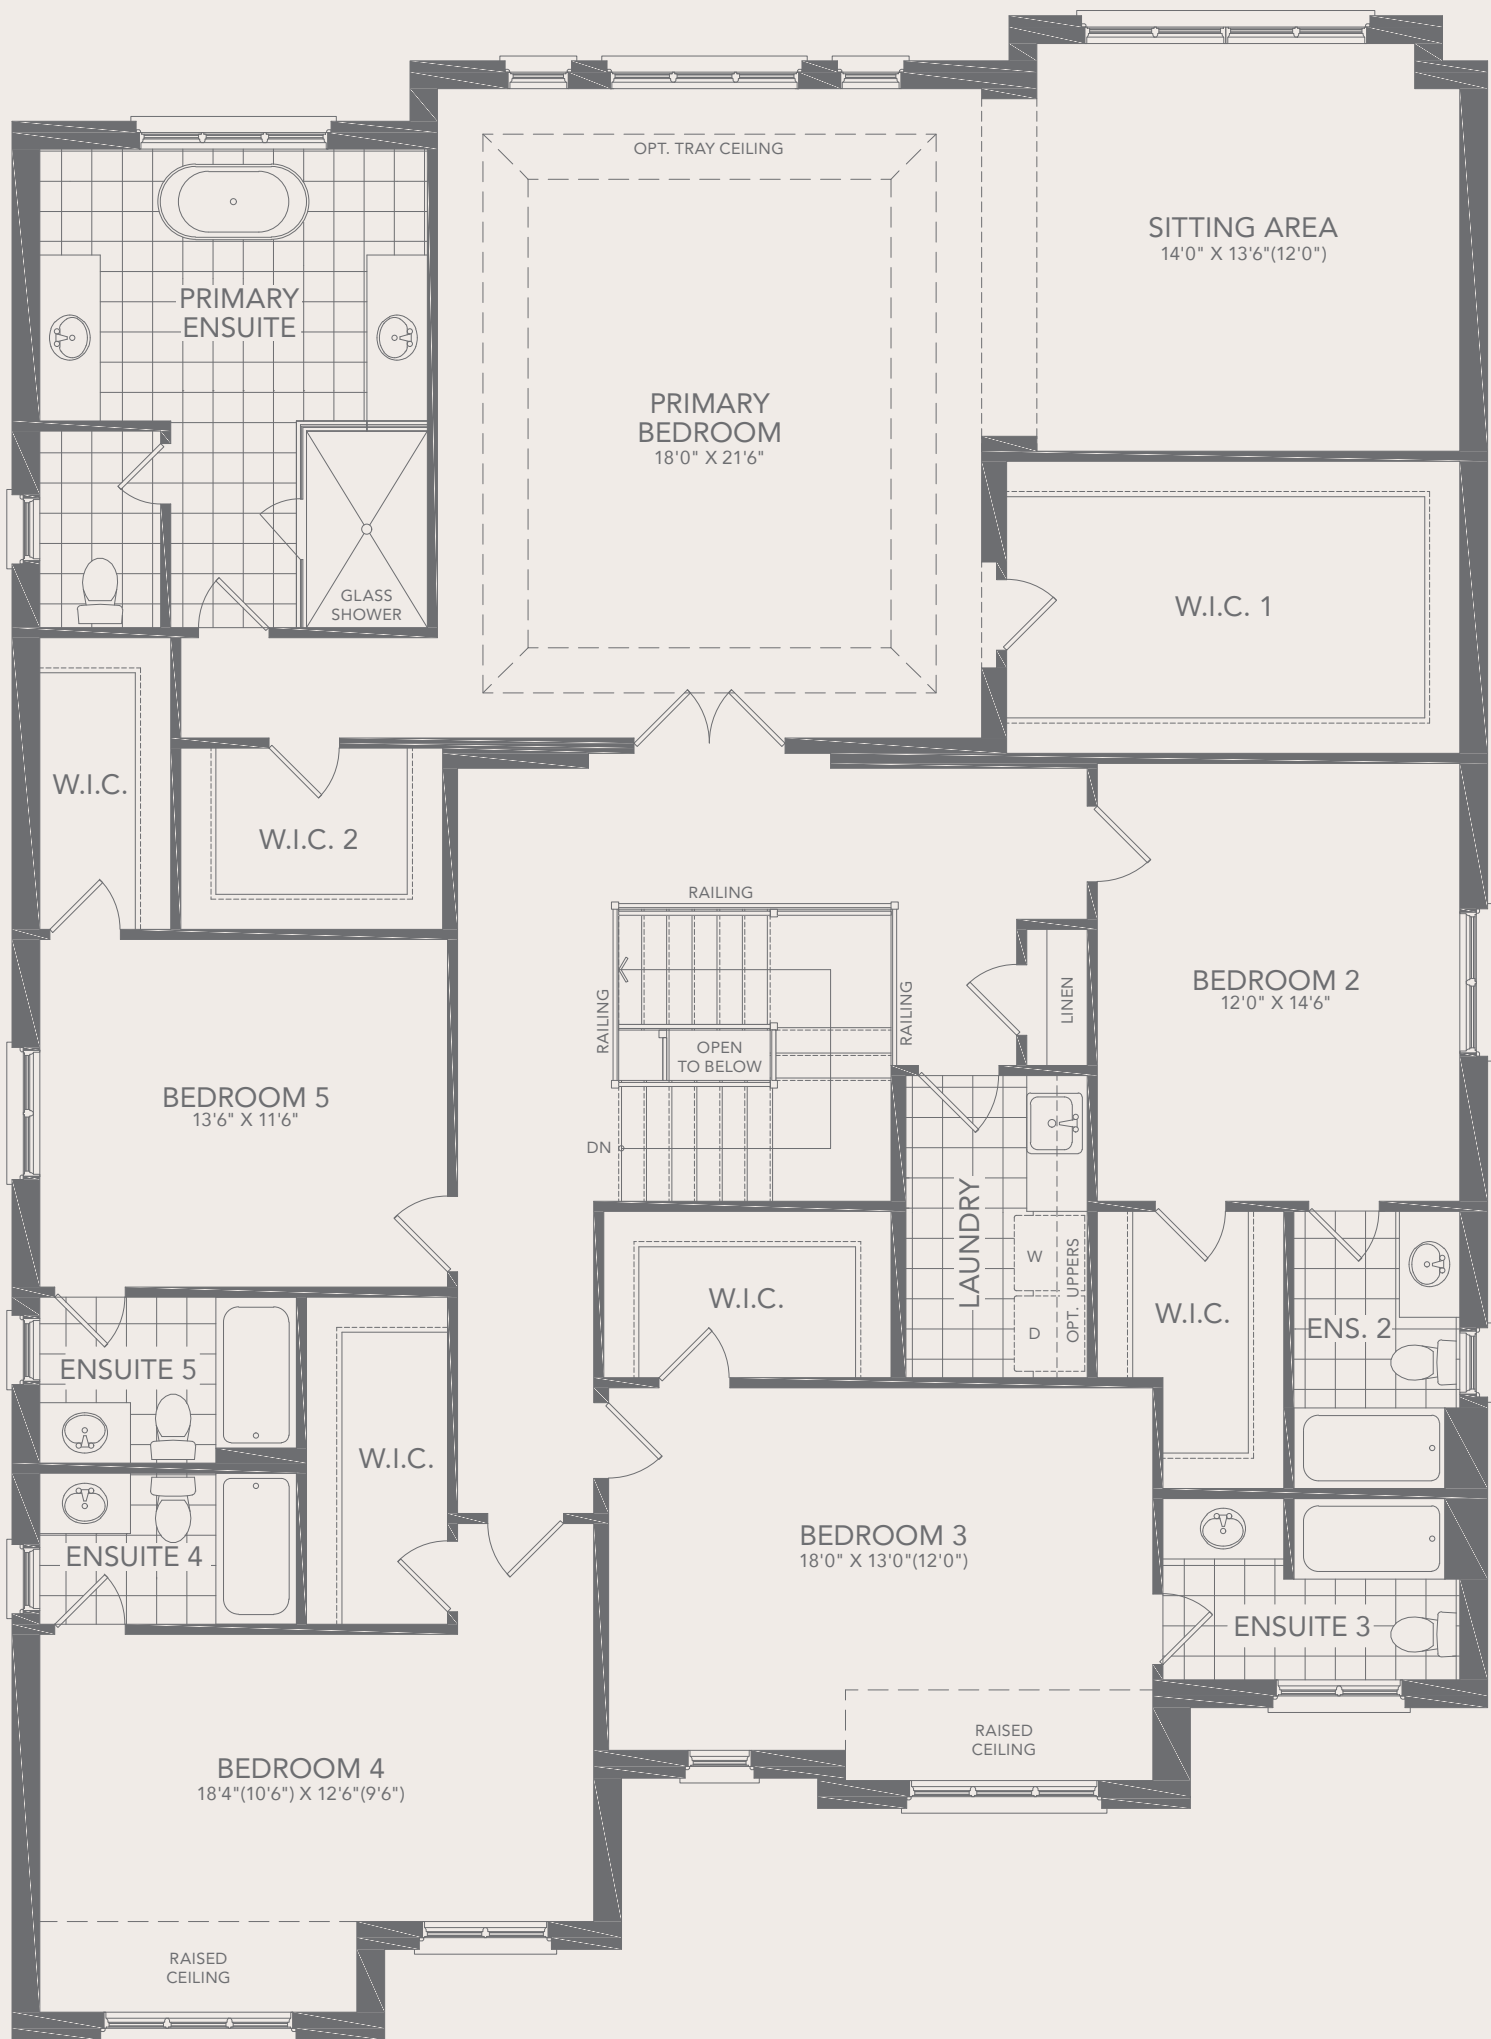 OPT. TRAY CEILING
SITTING AREA
14'0" X 13'6"(12'0")
PRIMARY
ENSUITE
PRIMARY
BEDROOM
18'0" X 21'6"
GLASS
SHOWER
W.I.C. 1
W.I.C.
W.I.C. 2
RAILING
RAILING
RAILING
OPEN
TO BELOW
DN
LINEN
BEDROOM 2
12'0" X 14'6"
BEDROOM 5
13'6" X 11'6"
LAUNDRY
W
D
OPT. UPPERS
W.I.C.
W.I.C.
ENS. 2
ENSUITE 5
W.I.C.
ENSUITE 4
BEDROOM 3
18'0" X 13'0"(12'0")
ENSUITE 3
RAISED
CEILING
BEDROOM 4
18'4"(10'6") X 12'6"(9'6")
RAISED
CEILING